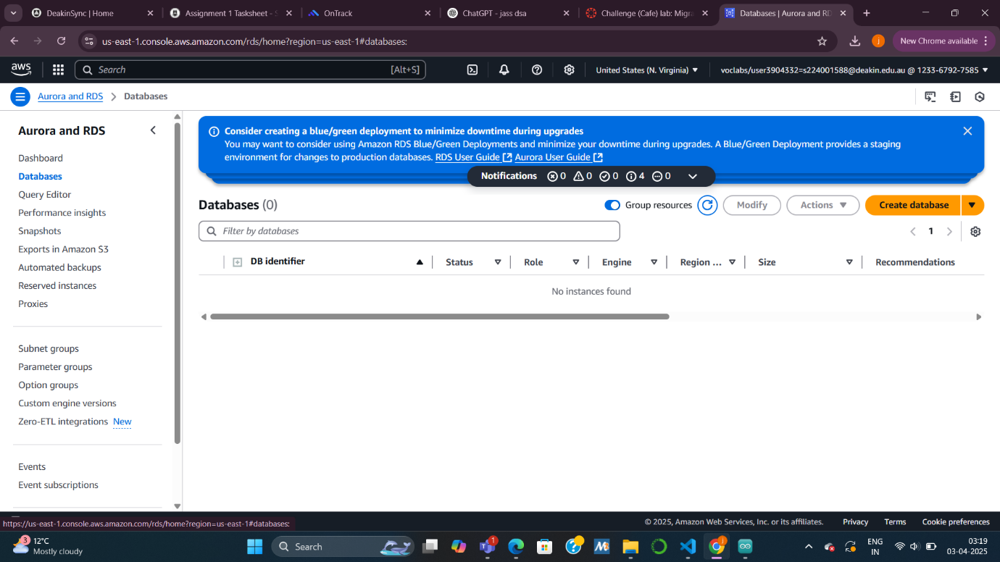 DeakinSync | Home
Assignment 1 Tasksheet - S
OnTrack
ChatGPT - jass dsa
Challenge (Cafe) lab: Migra
Databases | Aurora and RD
us-east-1.console.aws.amazon.com/rds/home?region=us-east-1#databases:
j
New Chrome available
aws
Search
[Alt+S]
United States (N. Virginia)
voclabs/user3904332=s224001588@deakin.edu.au @ 1233-6792-7585
Aurora and RDS
Databases
Aurora and RDS
Dashboard
Databases
Query Editor
Performance insights
Snapshots
Exports in Amazon S3
Automated backups
Reserved instances
Proxies
Subnet groups
Parameter groups
Option groups
Custom engine versions
Zero-ETL integrations New
Events
Event subscriptions
Consider creating a blue/green deployment to minimize downtime during upgrades
You may want to consider using Amazon RDS Blue/Green Deployments and minimize your downtime during upgrades. A Blue/Green Deployment provides a staging
environment for changes to production databases. RDS User Guide Aurora User Guide
Notifications 0 0 0 4 0
Databases (0)
Group resources
Modify
Actions
Create database
Filter by databases
1
DB identifier
Status
Role
Engine
Region ...
Size
Recommendations
No instances found
https://us-east-1.console.aws.amazon.com/rds/home?region=us-east-1#databases:
© 2025, Amazon Web Services, Inc. or its affiliates.
Privacy
Terms
Cookie preferences
3
12°C
Mostly cloudy
Search
1
j
ENG
IN
03:19
03-04-2025